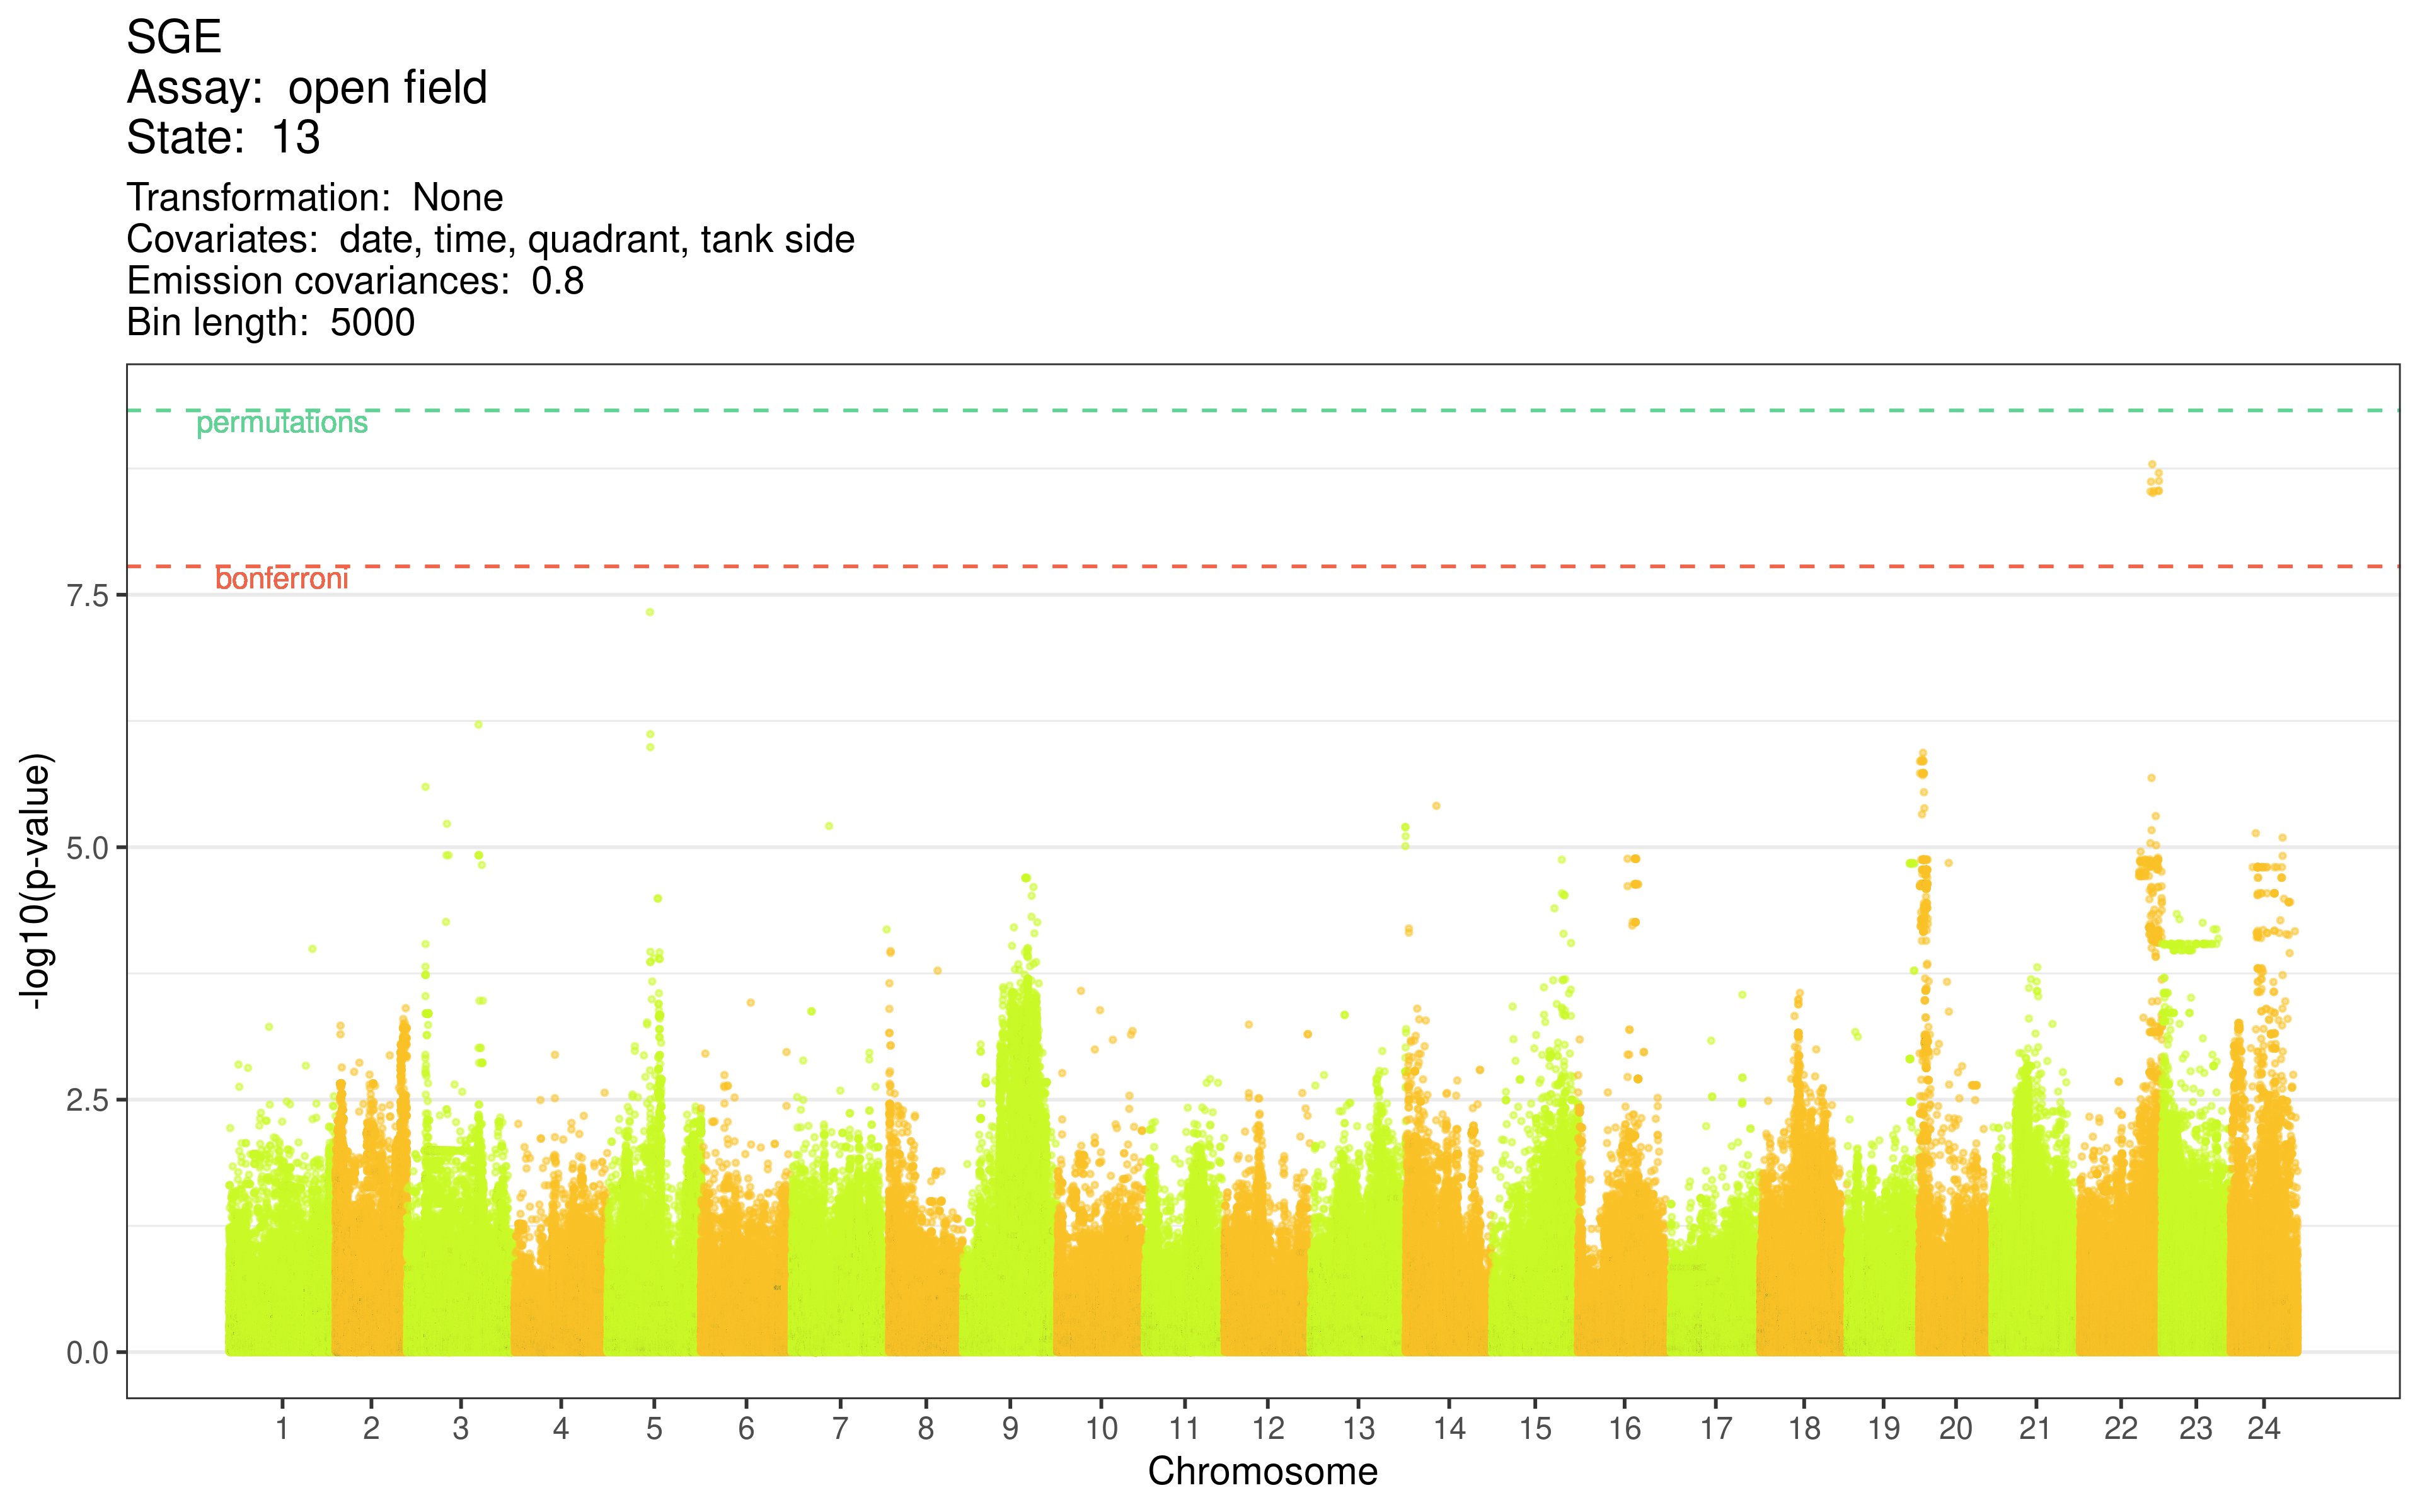 SGE
Assay:  open field
State:  13
Transformation:  None
Covariates:  date, time, quadrant, tank side
Emission covariances:  0.8
Bin length:  5000
permutations
bonferroni
7.5
5.0
2.5
0.0
-log10(p-value)
1 2 3 4 5 6 7 8 9 10 11 12 13 14 15 16 17 18 19 20 21 22 23 24
Chromosome